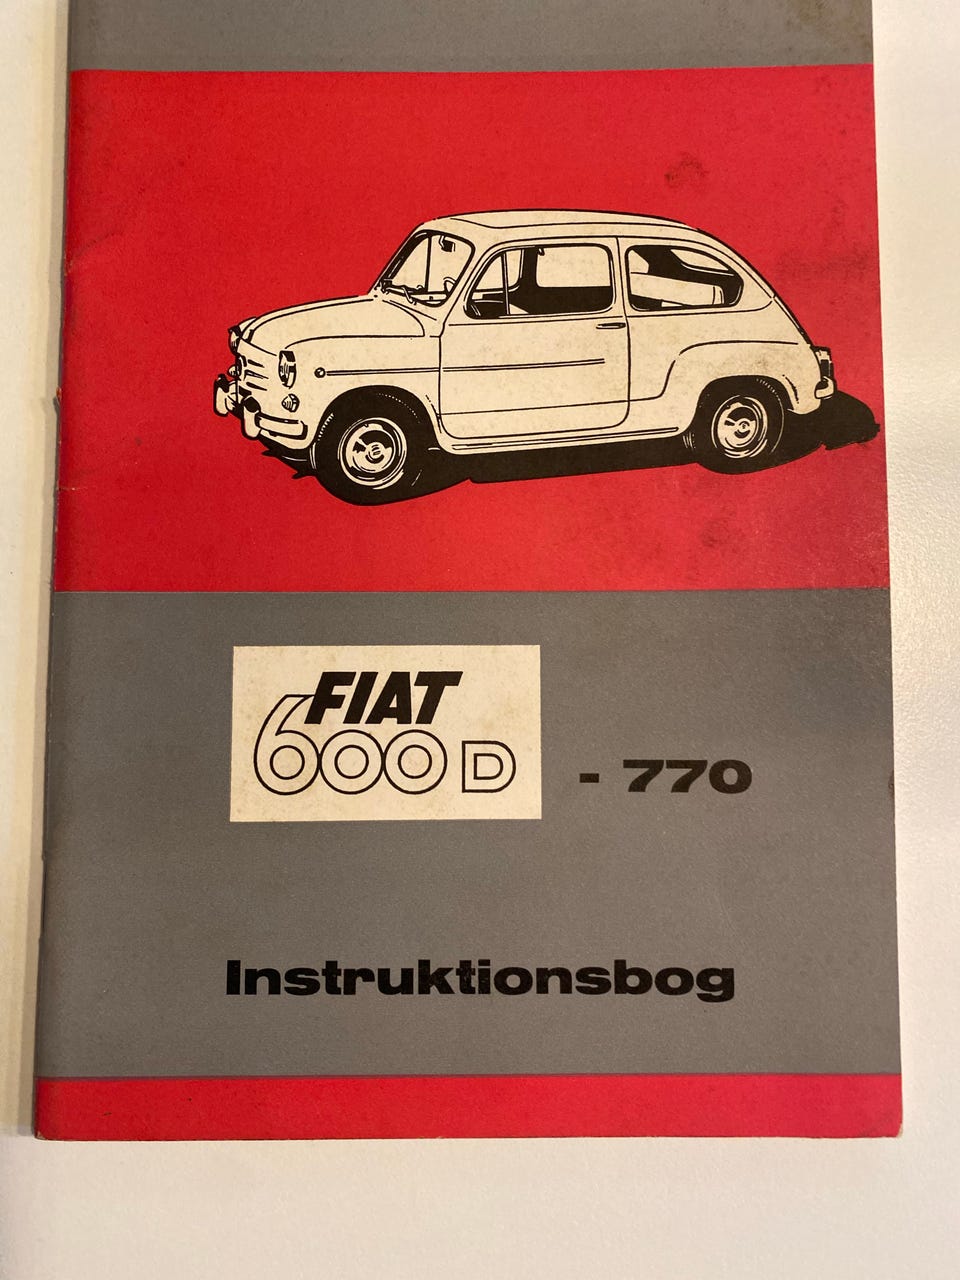 FIAT
600 D - 770
Instruktionsbog